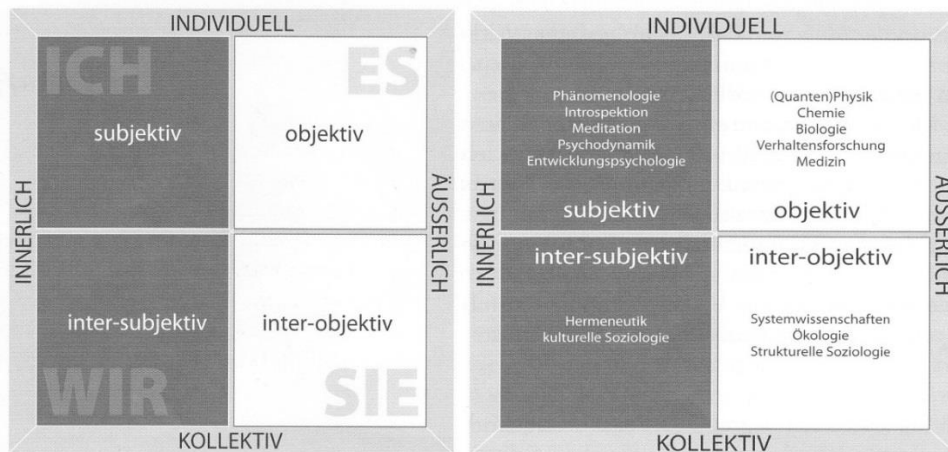 INDIVIDUELL
ICH
ES
subjektiv
objektiv
INNERLICH
ÄUSSERLICH
inter-subjektiv
inter-objektiv
WIR
SIE
KOLLEKTIV
INDIVIDUELL
Phänomenologie
Introspektion
Meditation
Psychodynamik
Entwicklungspsychologie
subjektiv
(Quanten)Physik
Chemie
Biologie
Verhaltensforschung
Medizin
objektiv
INNERLICH
ÄUSSERLICH
inter-subjektiv
Hermeneutik
kulturelle Soziologie
inter-objektiv
Systemwissenschaften
Ökologie
Strukturelle Soziologie
KOLLEKTIV